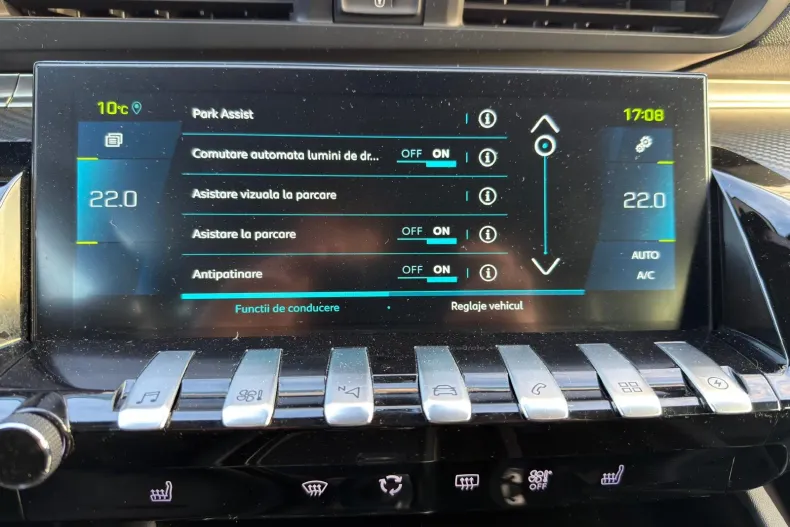 10°C
17:08
Park Assist
Comutare automata lumini de dr...
OFF ON
22.0
Asistare vizuala la parcare
22.0
Asistare la parcare
OFF ON
AUTO
Antipatinare
OFF ON
A/C
Functii de conducere
Reglaje vehicul
OFF